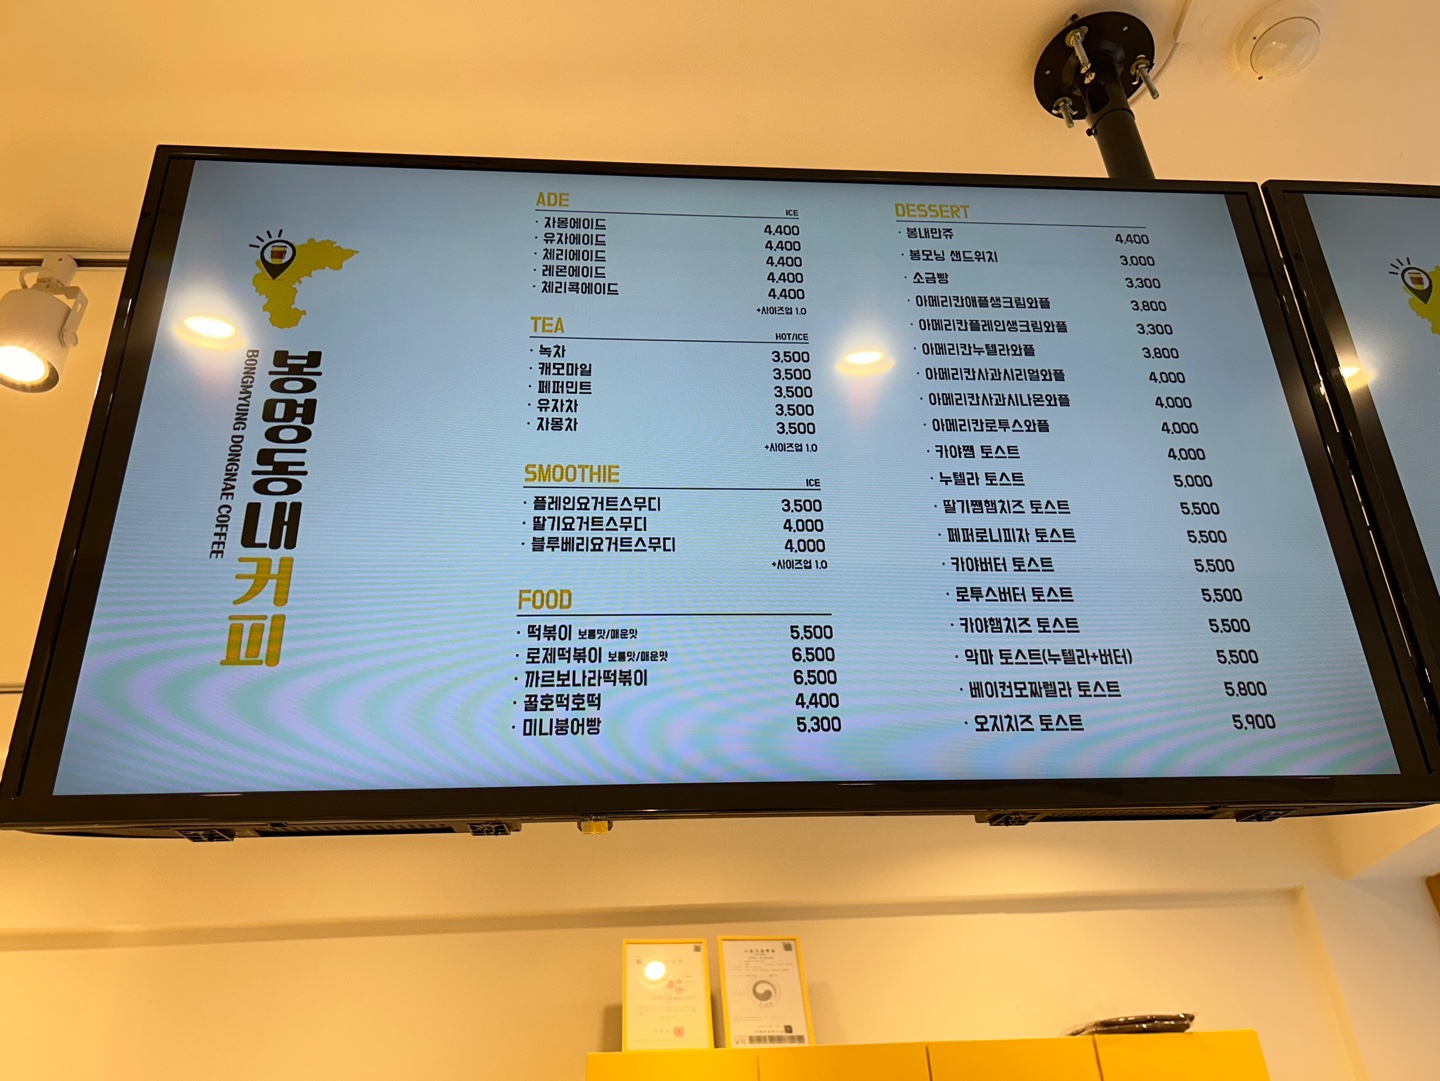 봉명동내커피
BONGMYUNG DONGNAE COFFEE
ADE
ICE
· 자몽에이드 4,400
· 유자에이드 4,400
· 체리에이드 4,400
· 레몬에이드 4,400
· 체리콕에이드 4,400
+사이즈업 1.0
TEA
HOT/ICE
· 녹차 3,500
· 캐모마일 3,500
· 페퍼민트 3,500
· 유자차 3,500
· 자몽차 3,500
+사이즈업 1.0
SMOOTHIE
ICE
· 플레인요거트스무디 3,500
· 딸기요거트스무디 4,000
· 블루베리요거트스무디 4,000
+사이즈업 1.0
FOOD
· 떡볶이 보통맛/매운맛 5,500
· 로제떡볶이 보통맛/매운맛 6,500
· 까르보나라떡볶이 6,500
· 꿀호떡호떡 4,400
· 미니붕어빵 5,300
DESSERT
· 봉내만쥬 4,400
· 봉모닝 샌드위치 3,000
· 소금빵 3,300
· 아메리칸애플생크림와플 3,800
· 아메리칸플레인생크림와플 3,300
· 아메리칸누텔라와플 3,800
· 아메리칸사과시리얼와플 4,000
· 아메리칸사과시나몬와플 4,000
· 아메리칸로투스와플 4,000
· 카야쨈 토스트 4,000
· 누텔라 토스트 5,000
· 딸기쨈햄치즈 토스트 5,500
· 페퍼로니피자 토스트 5,500
· 카야버터 토스트 5,500
· 로투스버터 토스트 5,500
· 카야햄치즈 토스트 5,500
· 악마 토스트(누텔라+버터) 5,500
· 베이컨모짜렐라 토스트 5,800
· 오지치즈 토스트 5,900